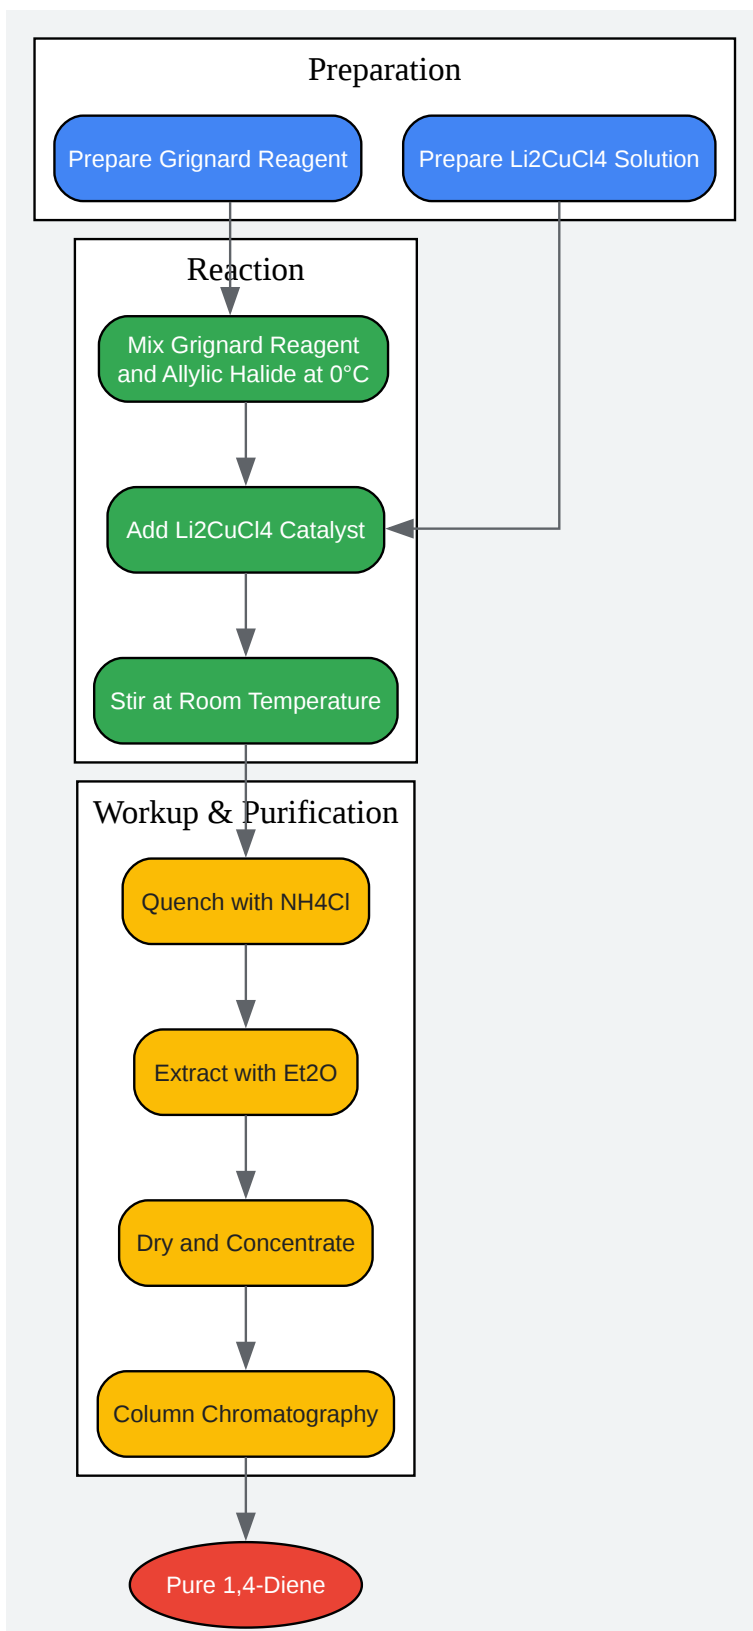 Preparation
Prepare Grignard Reagent
Prepare Li2CuCl4 Solution
Reaction
Mix Grignard Reagent
and Allylic Halide at 0°C
Add Li2CuCl4 Catalyst
Stir at Room Temperature
Workup & Purification
Quench with NH4Cl
Extract with Et2O
Dry and Concentrate
Column Chromatography
Pure 1,4-Diene